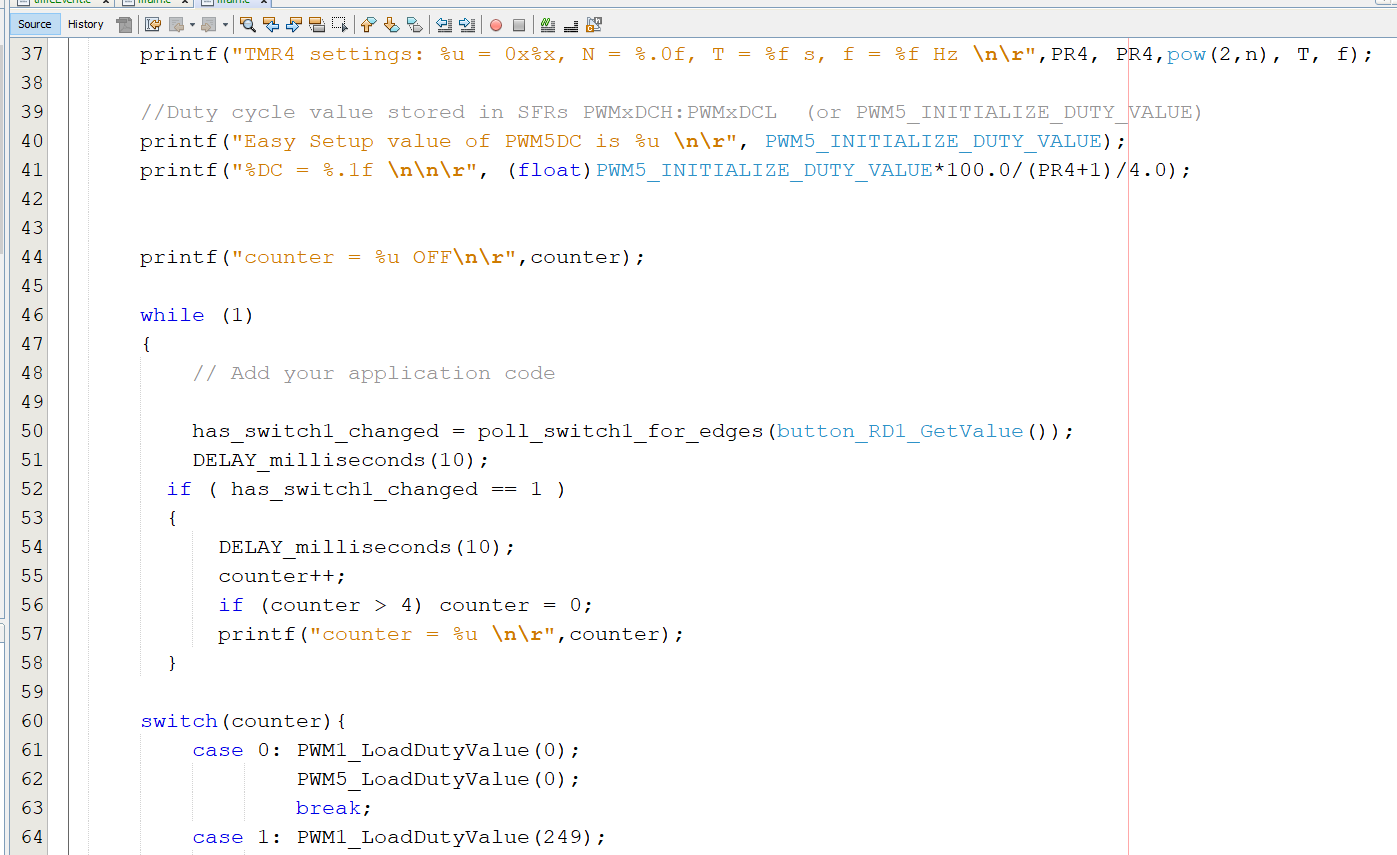 Source History
37 printf("TMR4 settings: %u = 0x%x, N = %.0f, T = %f s, f = %f Hz \n\r",PR4, PR4,pow(2,n), T, f);
38
39 //Duty cycle value stored in SFRs PWMxDCH:PWMxDCL  (or PWM5_INITIALIZE_DUTY_VALUE)
40 printf("Easy Setup value of PWM5DC is %u \n\r", PWM5_INITIALIZE_DUTY_VALUE);
41 printf("%DC = %.1f \n\n\r", (float)PWM5_INITIALIZE_DUTY_VALUE*100.0/(PR4+1)/4.0);
42
43
44 printf("counter = %u OFF\n\r",counter);
45
46 while (1)
47 {
48 // Add your application code
49
50 has_switch1_changed = poll_switch1_for_edges(button_RD1_GetValue());
51 DELAY_milliseconds(10);
52 if ( has_switch1_changed == 1 )
53 {
54 DELAY_milliseconds(10);
55 counter++;
56 if (counter > 4) counter = 0;
57 printf("counter = %u \n\r",counter);
58 }
59
60 switch(counter){
61 case 0: PWM1_LoadDutyValue(0);
62 PWM5_LoadDutyValue(0);
63 break;
64 case 1: PWM1_LoadDutyValue(249);